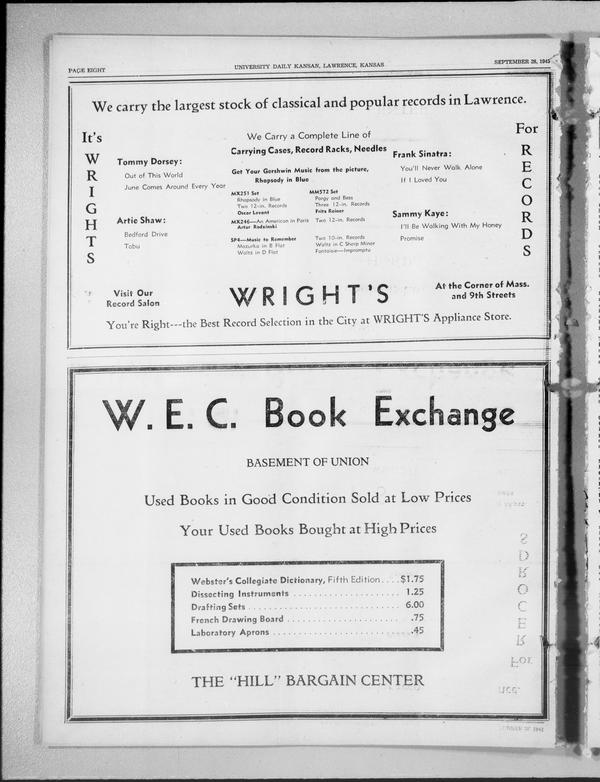 PAGE EIGHT
UNIVERSITY DAILY KANSAN, LAWRENCE, KANSAS
SEPTEMBER 28, 1945
We carry the largest stock of classical and popular records in Lawrence.
It's
WRIGHTS
For
RECORDS
Tommy Dorsey:
Out of This World
June Comes Around Every Year
Artie Shaw:
Bedford Drive
Tabu
We Carry a Complete Line of
Carrying Cases, Record Racks, Needles
Get Your Gershwin Music from the picture,
Rhapsody in Blue
MX251 Set
Rhapsody in Blue
Two 12-in. Records
Oscar Levant
MX246—An American in Paris
Artur Rodzinski
SP4—Music to Remember
Mazurka in B Flat
Waltz in D Flat
MM572 Set
Porgy and Bess
Three 12-in. Records
Fritz Reiner
Two 12-in. Records
Two 10-in. Records
Waltz in C Sharp Minor
Fantaisie—Impromptu
Frank Sinatra:
You'll Never Walk Alone
If I Loved You
Sammy Kaye:
I'll Be Walking With My Honey
Promise
Visit Our
Record Salon
WRIGHT'S
At the Corner of Mass.
and 9th Streets
You're Right---the Best Record Selection in the City at WRIGHT'S Appliance Store.
W. E. C. Book Exchange
BASEMENT OF UNION
Used Books in Good Condition Sold at Low Prices
Your Used Books Bought at High Prices
Webster's Collegiate Dictionary, Fifth Edition....$1.75
Dissecting Instruments ........................ 1.25
Drafting Sets ................................. 6.00
French Drawing Board ........................ .75
Laboratory Aprons ............................ .45
THE "HILL" BARGAIN CENTER